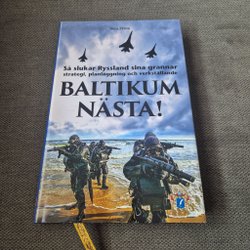 Så slukar Ryssland sina grannar
strategi, planläggning och verkställande
BALTIKUM
NÄSTA!